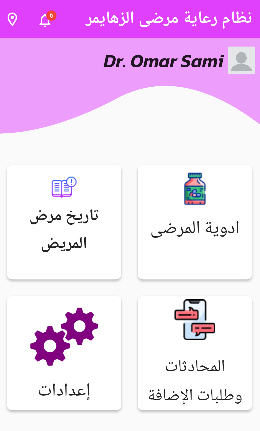 نظام رعاية مرضى الزهايمر
6
Dr. Omar Sami
ادوية المرضى
تاريخ مرض
المريض
المحادثات
وطلبات الإضافة
إعدادات